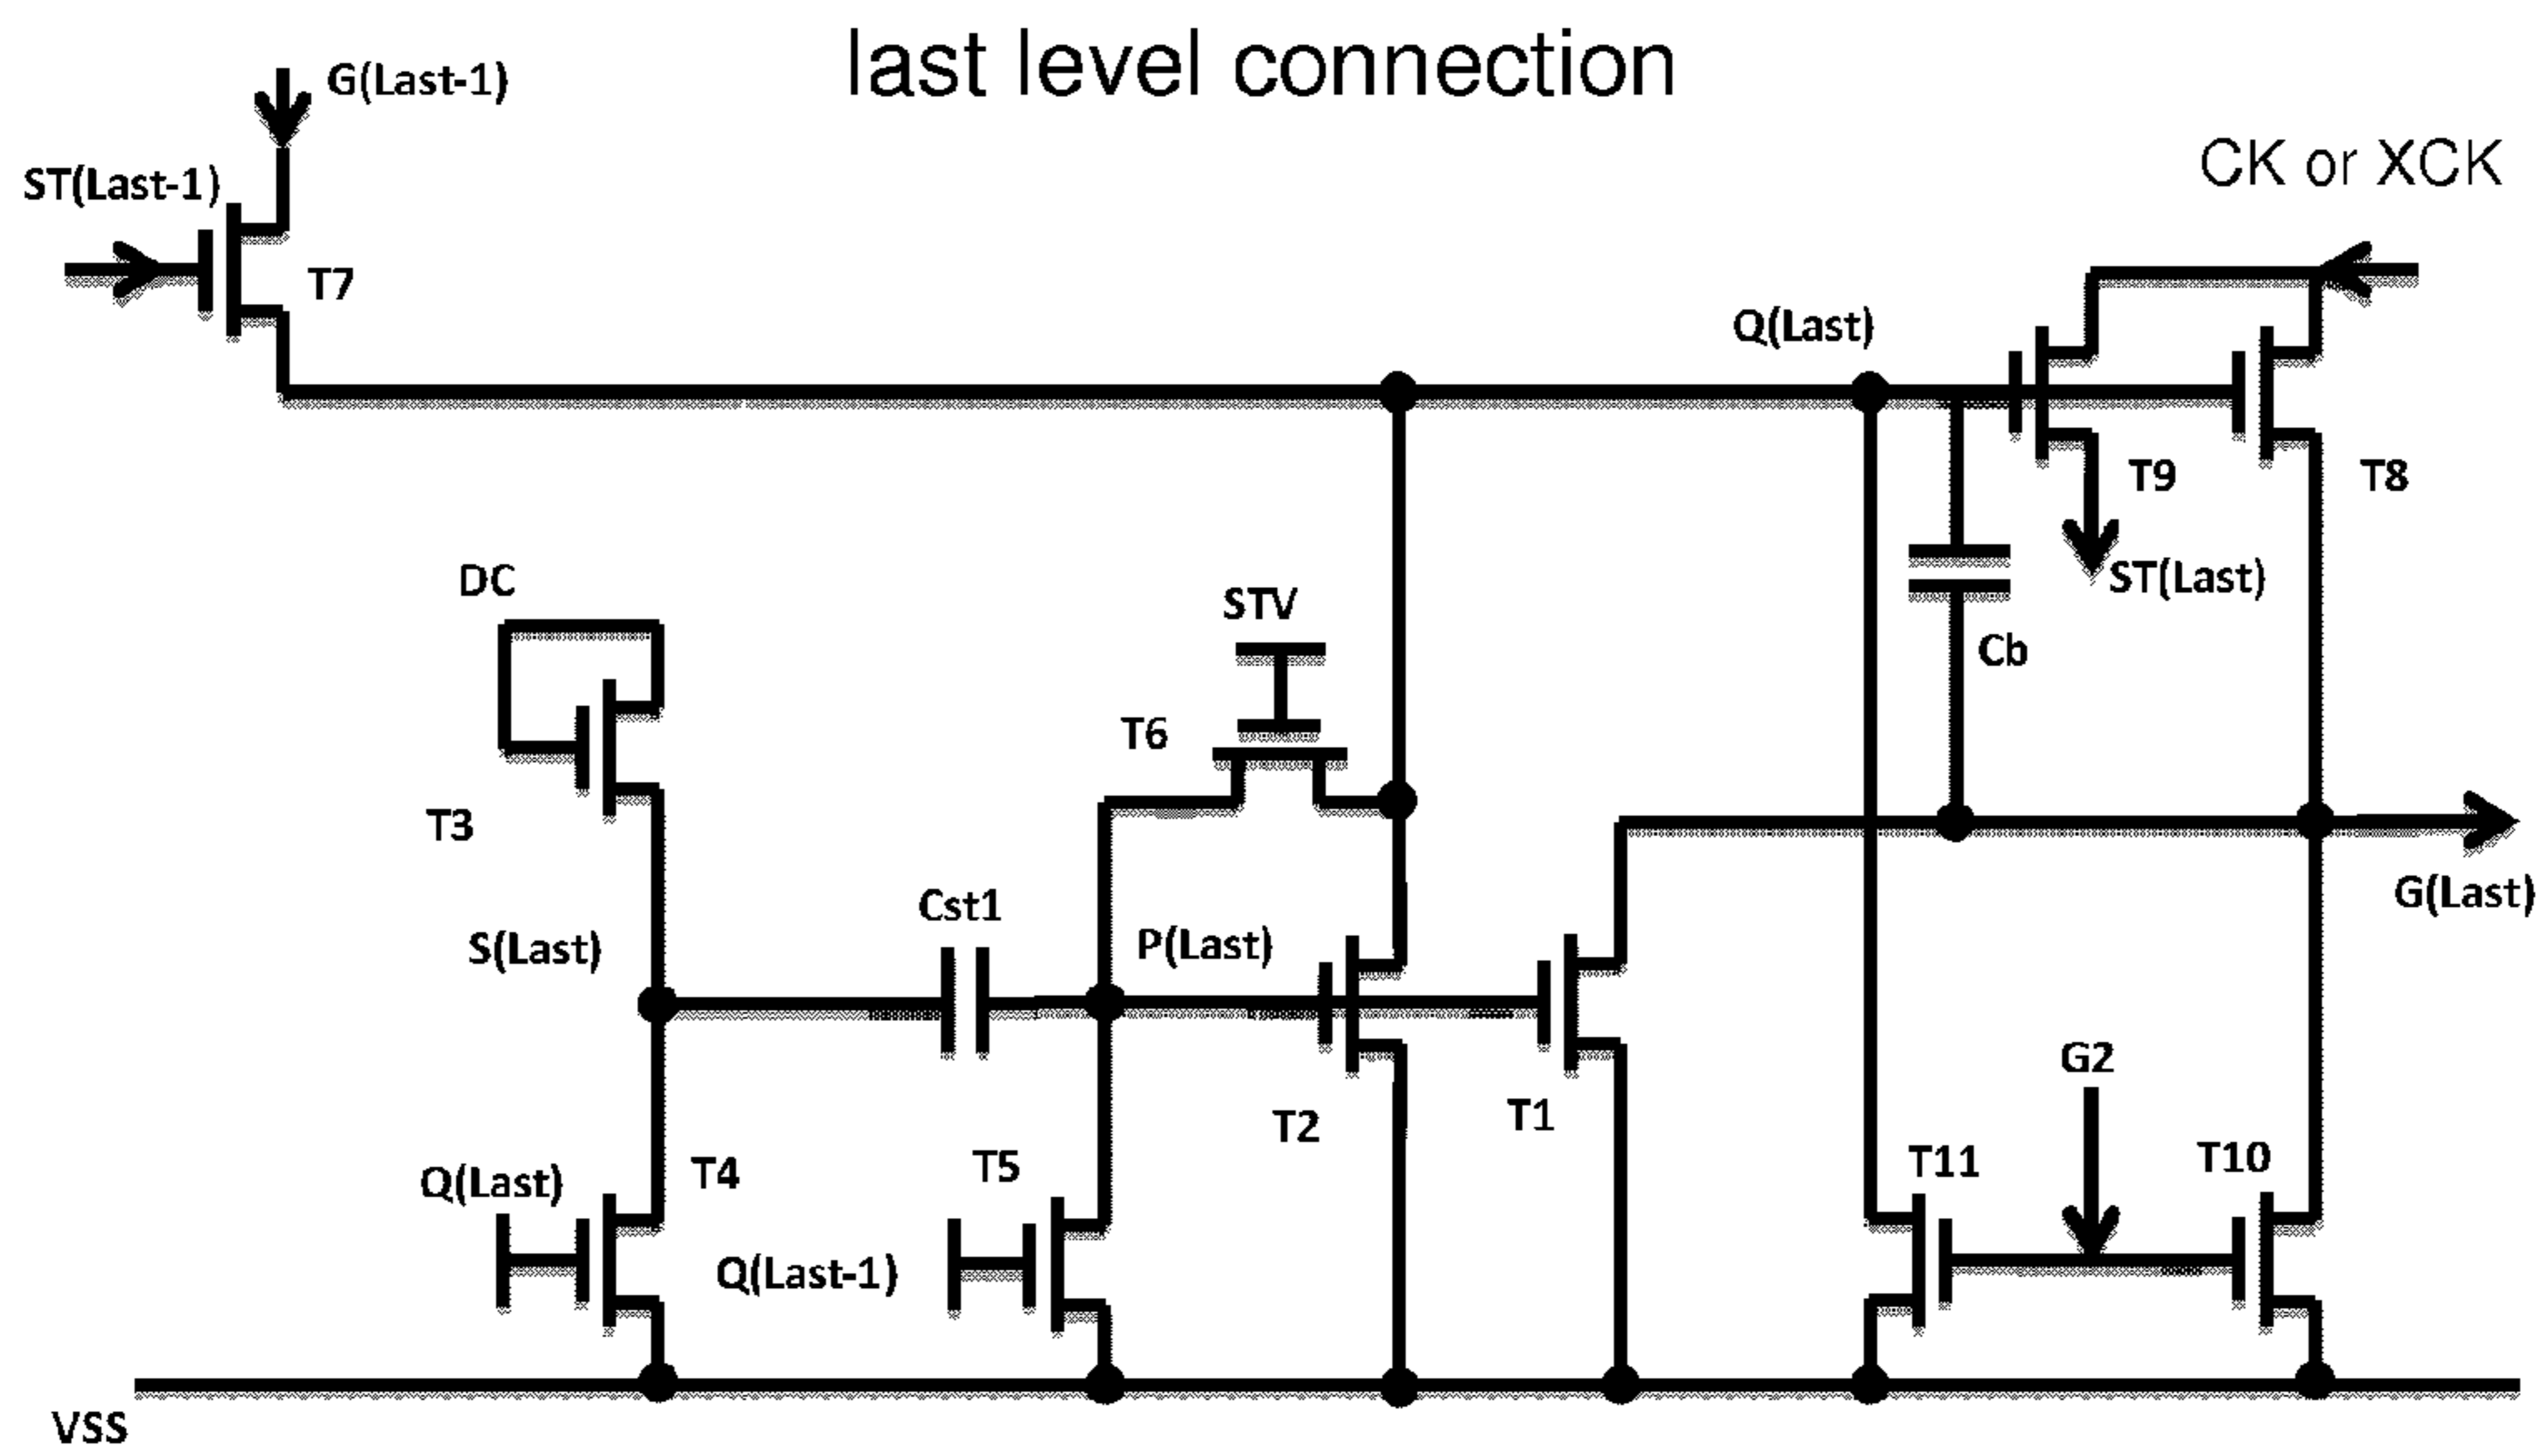 last level connection
G(Last-1)
ST(Last-1)
CK or XCK
T7
Q(Last)
T9
T8
DC
STV
ST(Last)
Cb
T6
T3
Cst1
G(Last)
S(Last)
P(Last)
G2
T2
T1
T5
T4
Q(Last)
T11
T10
Q(Last-1)
VSS